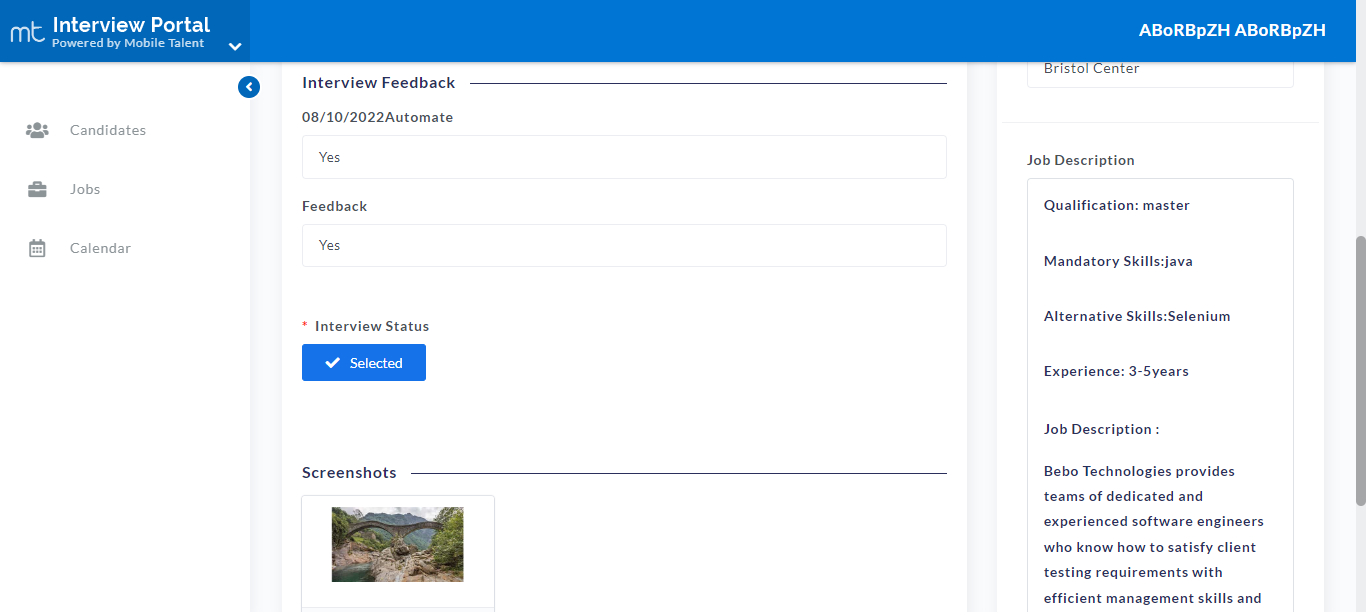 mt Interview Portal
Powered by Mobile Talent
ABoRBpZH ABoRBpZH
Candidates
Jobs
Calendar
Interview Feedback
08/10/2022Automate
Yes
Feedback
Yes
* Interview Status
Selected
Screenshots
Bristol Center
Job Description
Qualification: master
Mandatory Skills:java
Alternative Skills:Selenium
Experience: 3-5years
Job Description :
Bebo Technologies provides
teams of dedicated and
experienced software engineers
who know how to satisfy client
testing requirements with
efficient management skills and